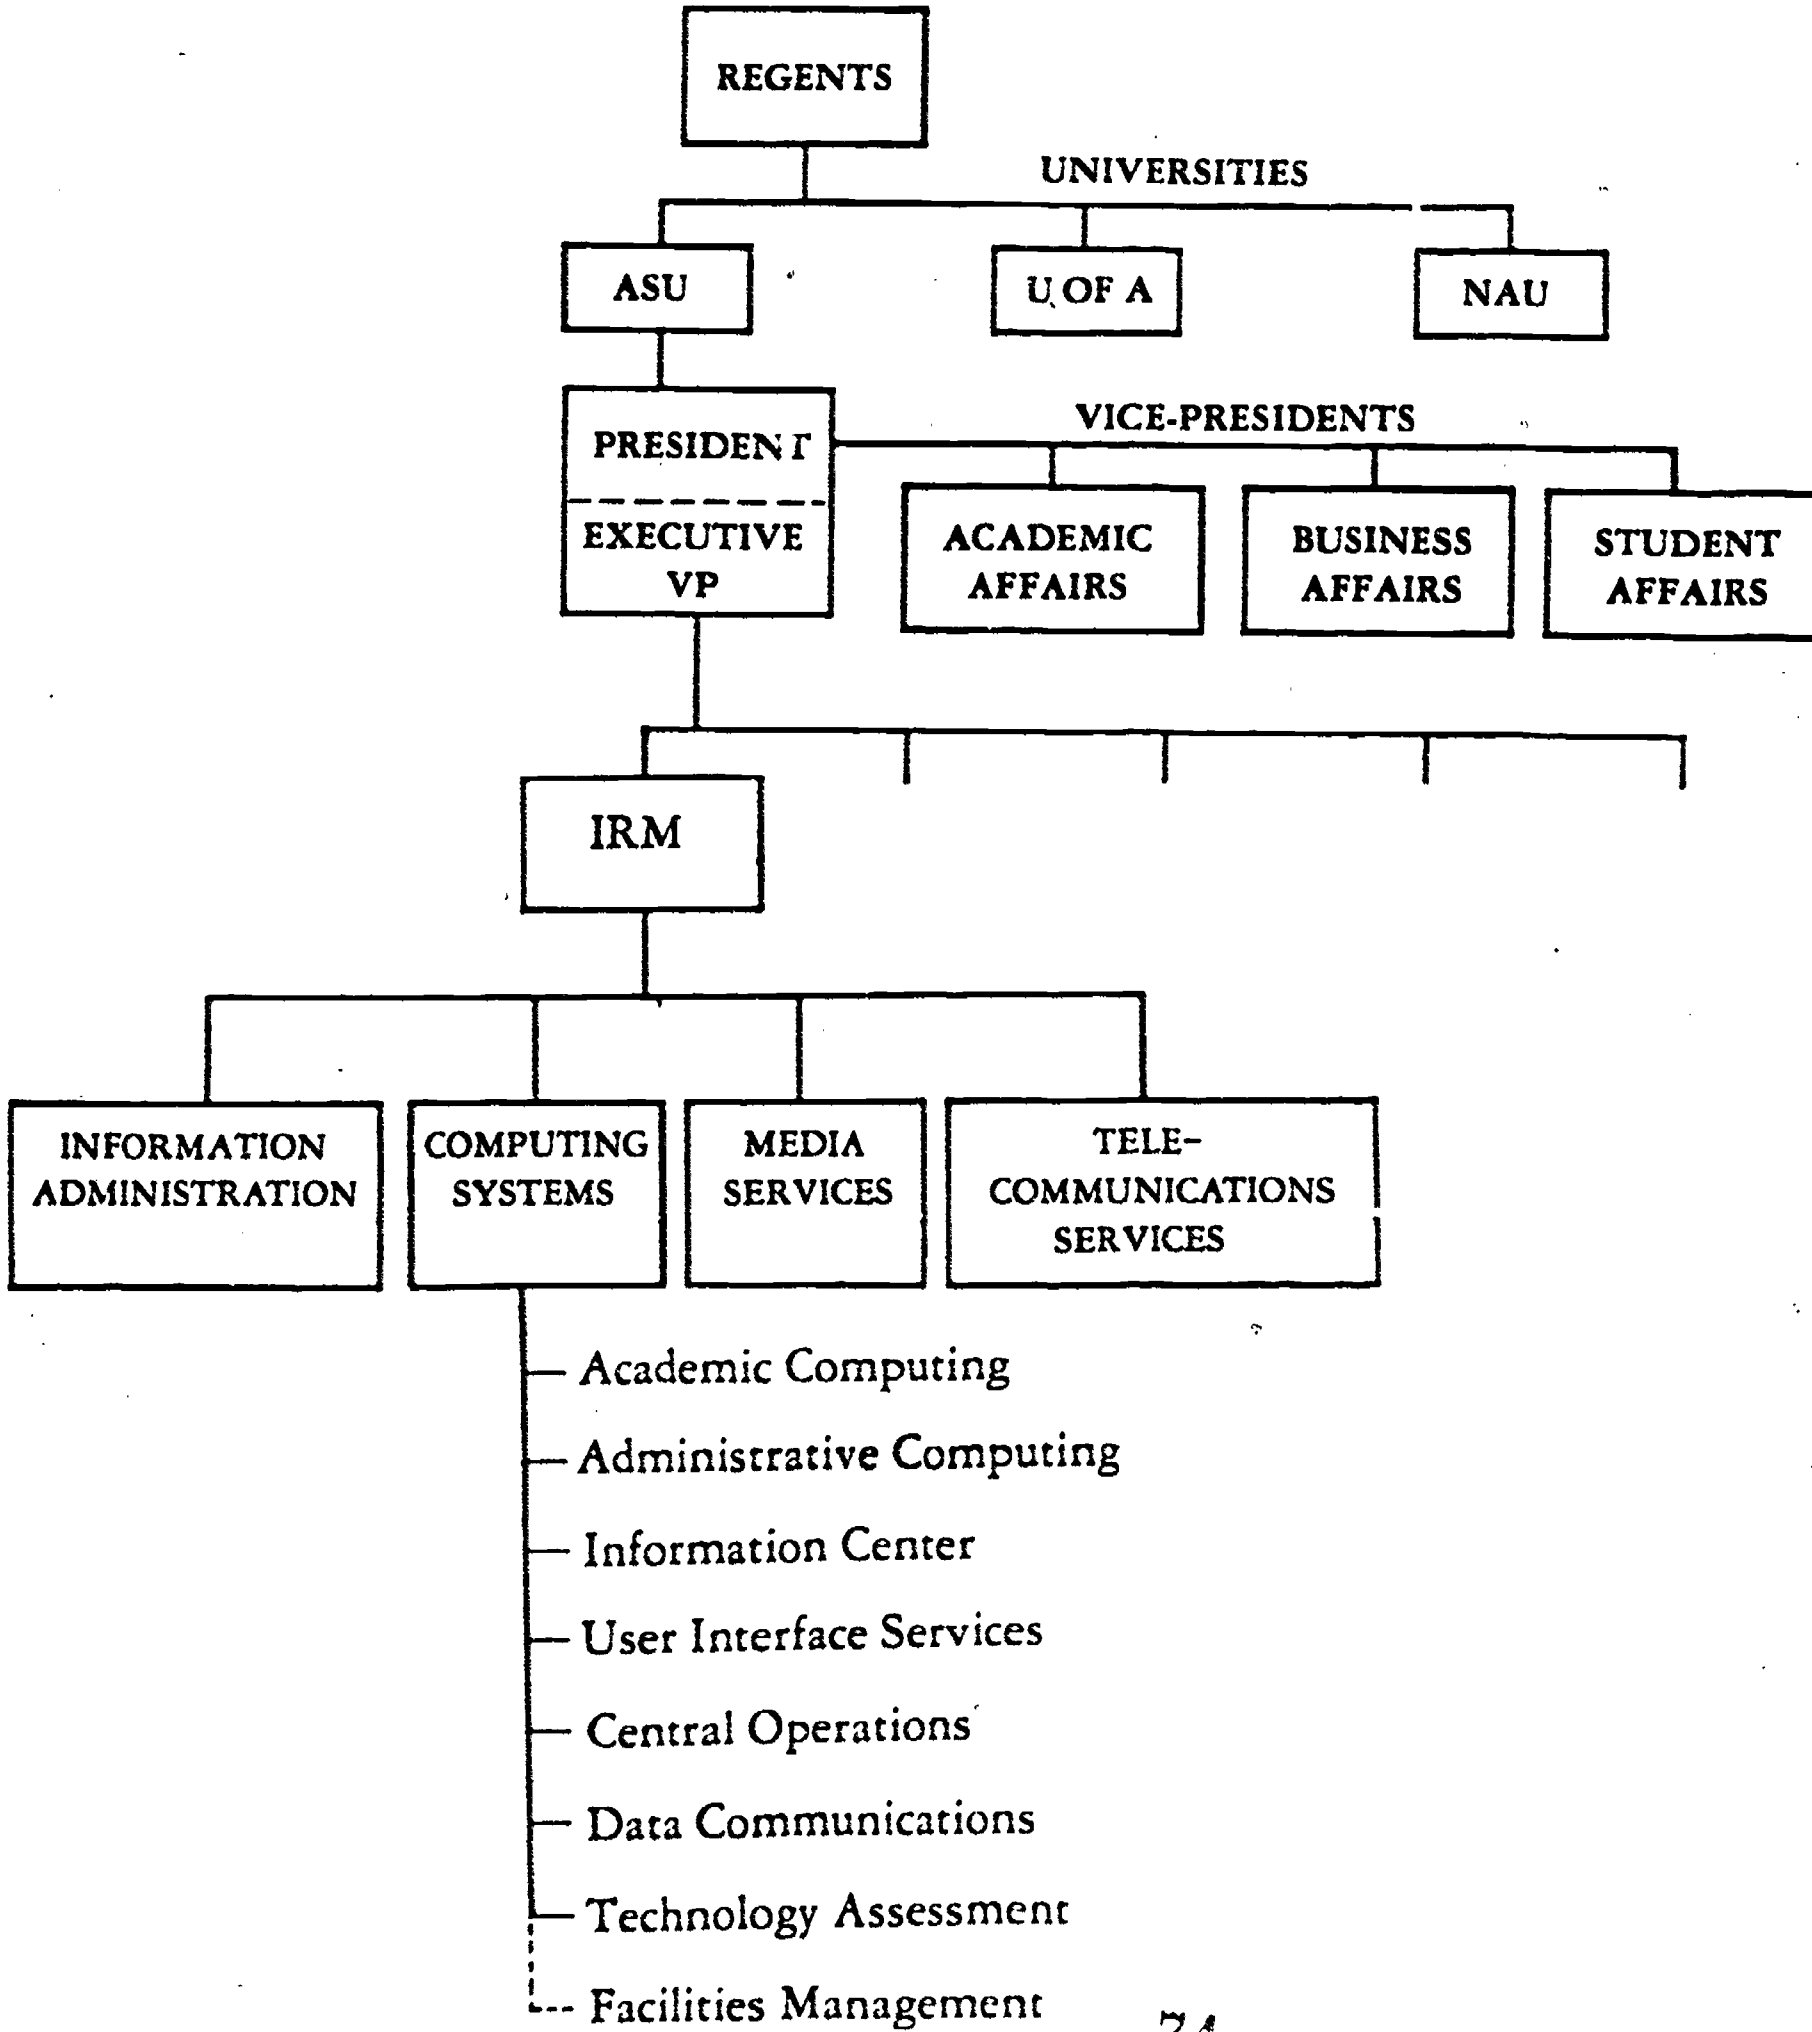 REGENTS
UNIVERSITIES
ASU
U OF A
NAU
PRESIDENT
VICE-PRESIDENTS
EXECUTIVE
VP
ACADEMIC
AFFAIRS
BUSINESS
AFFAIRS
STUDENT
AFFAIRS
IRM
INFORMATION
ADMINISTRATION
COMPUTING
SYSTEMS
MEDIA
SERVICES
TELE-
COMMUNICATIONS
SERVICES
Academic Computing
Administrative Computing
Information Center
User Interface Services
Central Operations
Data Communications
Technology Assessment
Facilities Management